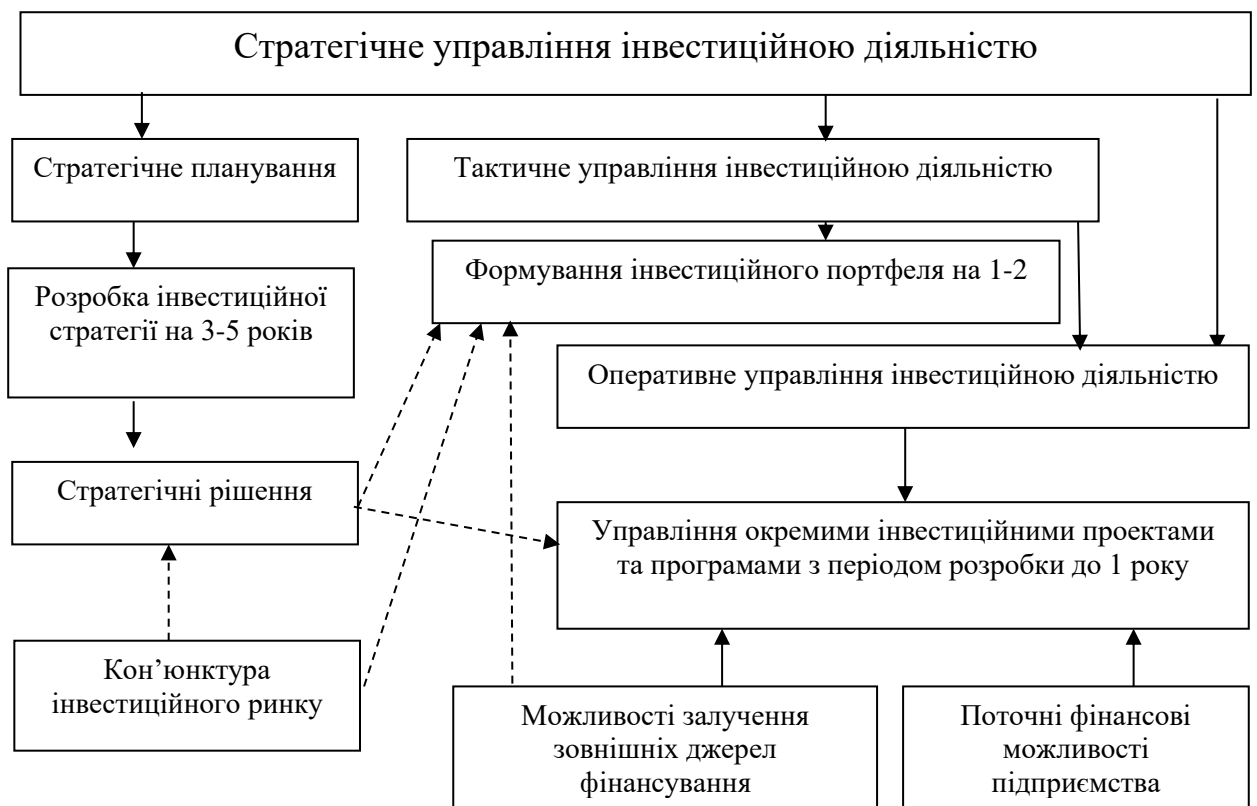 Стратегічне управління інвестиційною діяльністю
Стратегічне планування
Тактичне управління інвестиційною діяльністю
Формування інвестиційного портфеля на 1-2
Розробка інвестиційної
стратегії на 3-5 років
Оперативне управління інвестиційною діяльністю
Стратегічні рішення
Управління окремими інвестиційними проектами
та програмами з періодом розробки до 1 року
Кон’юнктура
інвестиційного ринку
Можливості залучення
зовнішніх джерел
фінансування
Поточні фінансові
можливості
підприємства